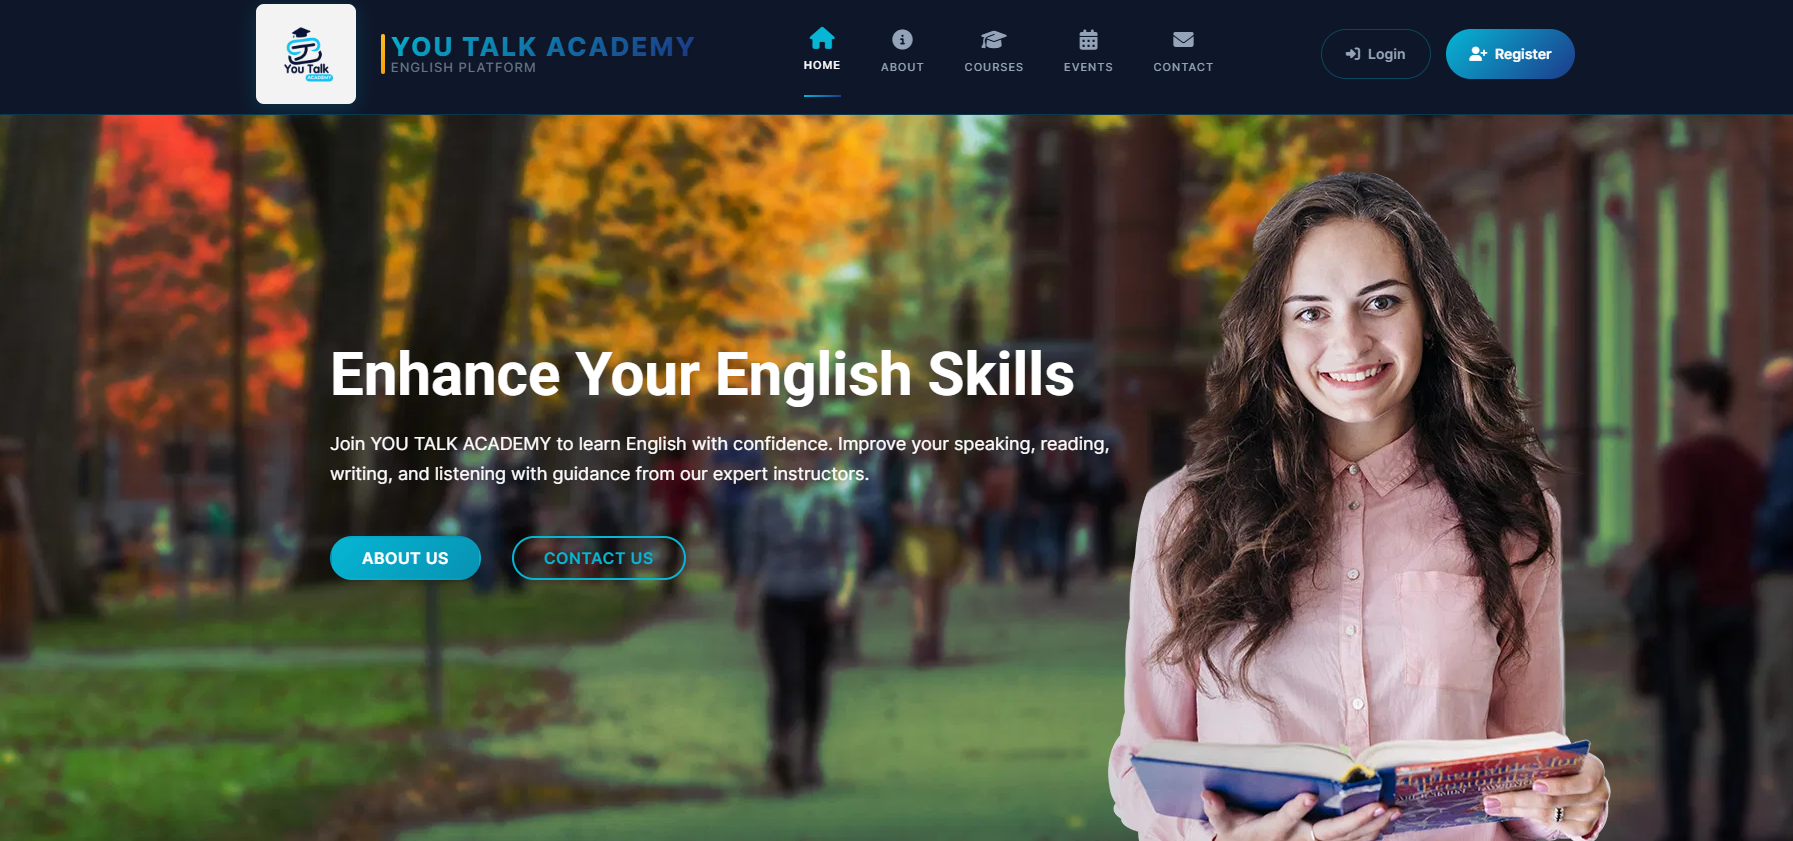 You Talk
ACADEMY
YOU TALK ACADEMY
ENGLISH PLATFORM
HOME
ABOUT
COURSES
EVENTS
CONTACT
Login
Register
Enhance Your English Skills
Join YOU TALK ACADEMY to learn English with confidence. Improve your speaking, reading,
writing, and listening with guidance from our expert instructors.
ABOUT US
CONTACT US